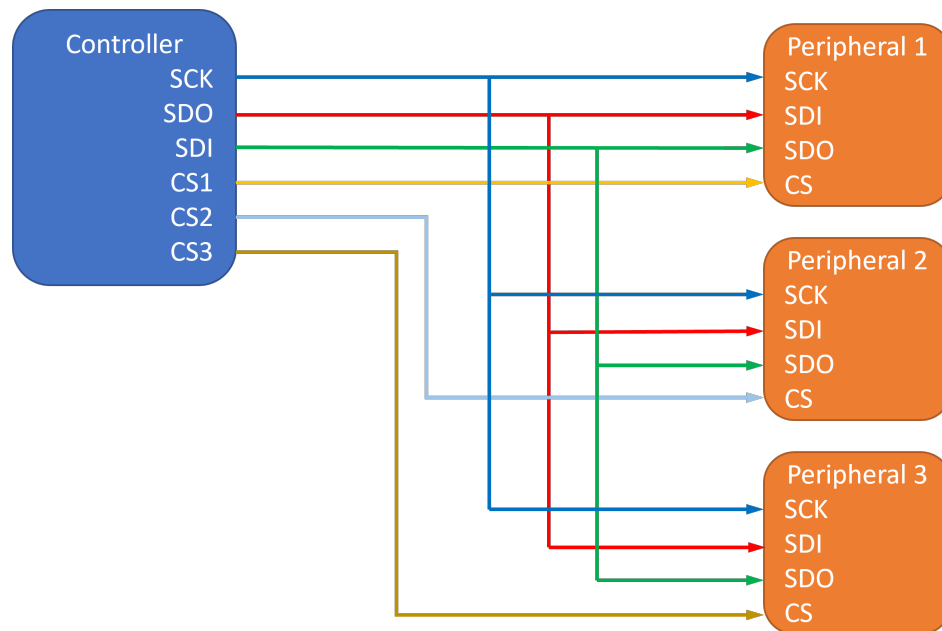 Controller
SCK
SDO
SDI
CS1
CS2
CS3
Peripheral 1
SCK
SDI
SDO
CS
Peripheral 2
SCK
SDI
SDO
CS
Peripheral 3
SCK
SDI
SDO
CS